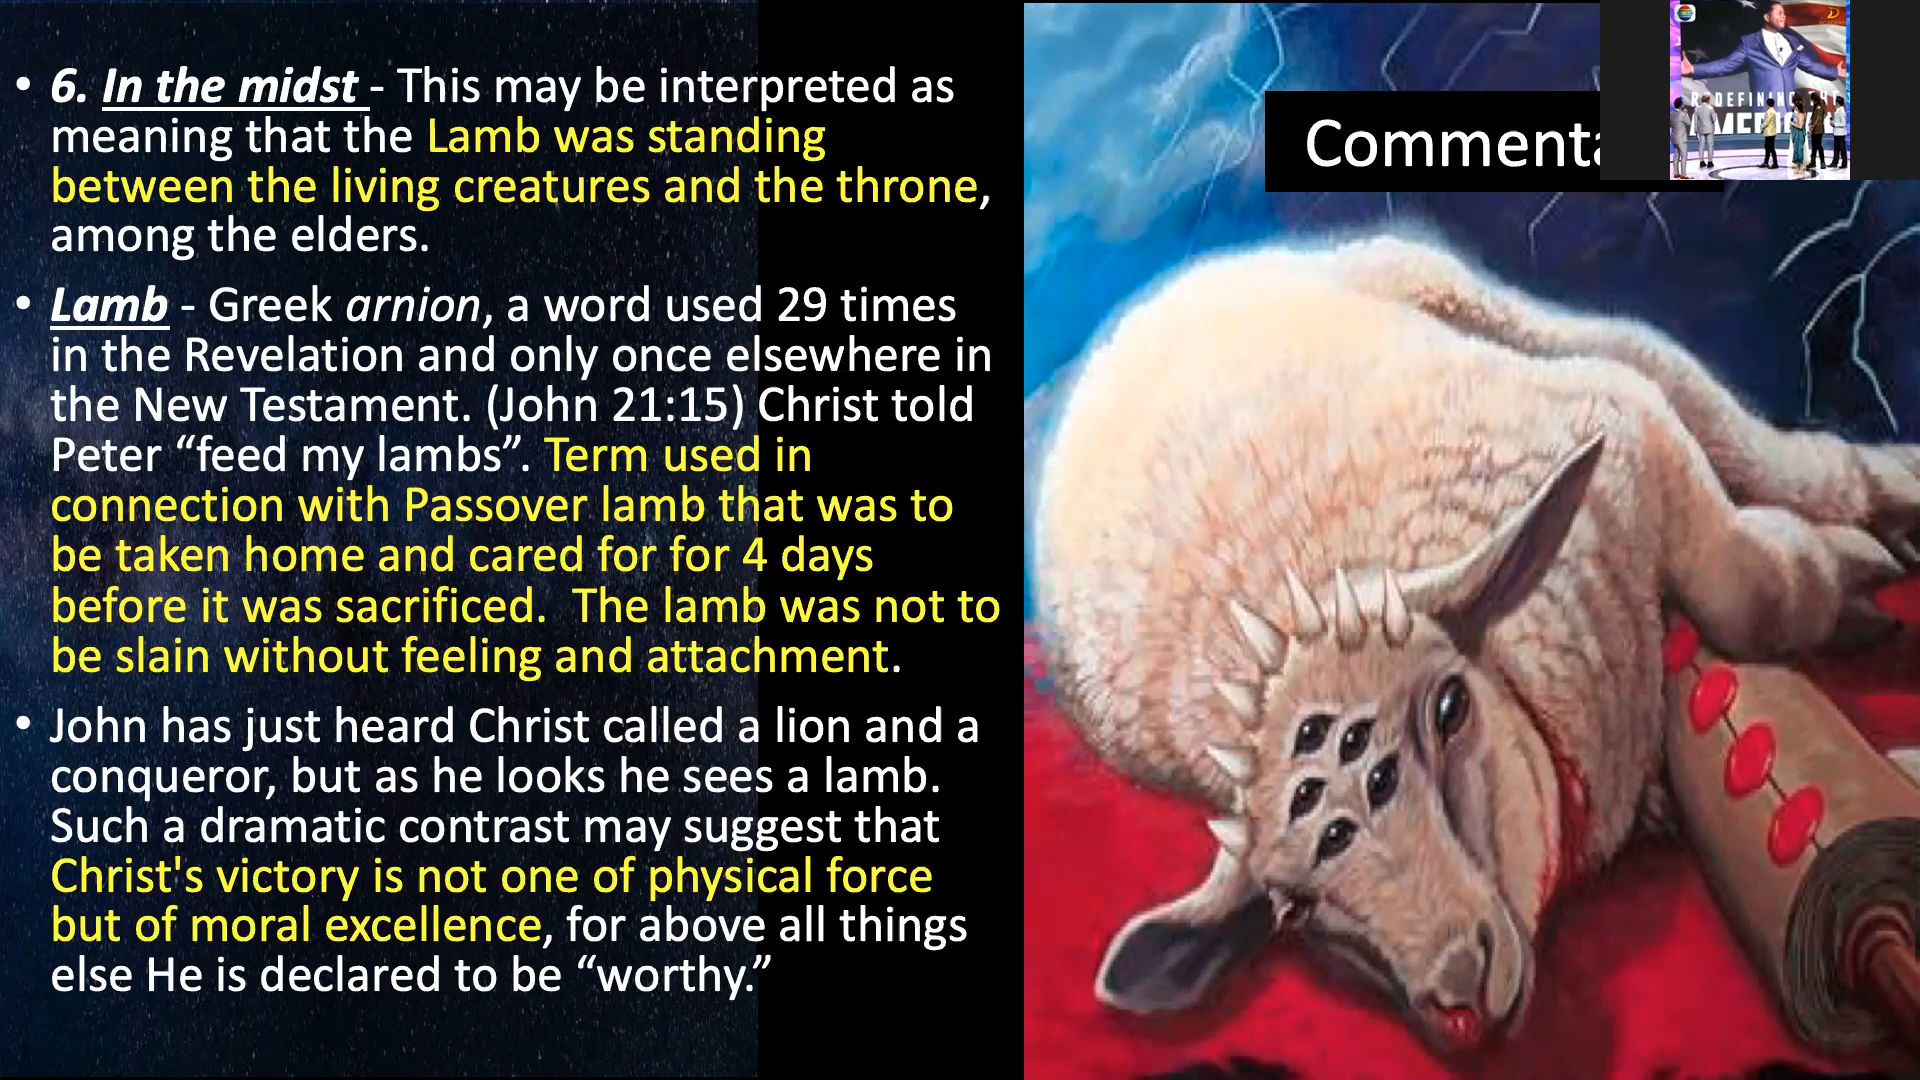 • 6. In the midst - This may be interpreted as
meaning that the Lamb was standing
between the living creatures and the throne,
among the elders.
• Lamb - Greek arnion, a word used 29 times
in the Revelation and only once elsewhere in
the New Testament. (John 21:15) Christ told
Peter “feed my lambs”. Term used in
connection with Passover lamb that was to
be taken home and cared for for 4 days
before it was sacrificed.  The lamb was not to
be slain without feeling and attachment.
• John has just heard Christ called a lion and a
conqueror, but as he looks he sees a lamb.
Such a dramatic contrast may suggest that
Christ's victory is not one of physical force
but of moral excellence, for above all things
else He is declared to be “worthy.”
Commenta